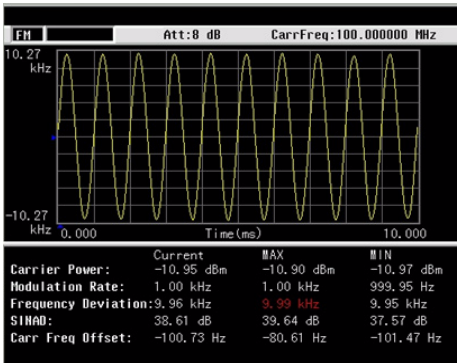 FM Att:8 dB CarrFreq:100.000000 MHz
10.27
kHz
-10.27
kHz 0.000 Time(ms) 10.000
Current MAX MIN
Carrier Power: -10.95 dBm -10.90 dBm -10.97 dBm
Modulation Rate: 1.00 kHz 1.00 kHz 999.95 Hz
Frequency Deviation: 9.96 kHz 9.99 kHz 9.95 kHz
SINAD: 38.61 dB 39.64 dB 37.57 dB
Carr Freq Offset: -100.73 Hz -80.61 Hz -101.47 Hz